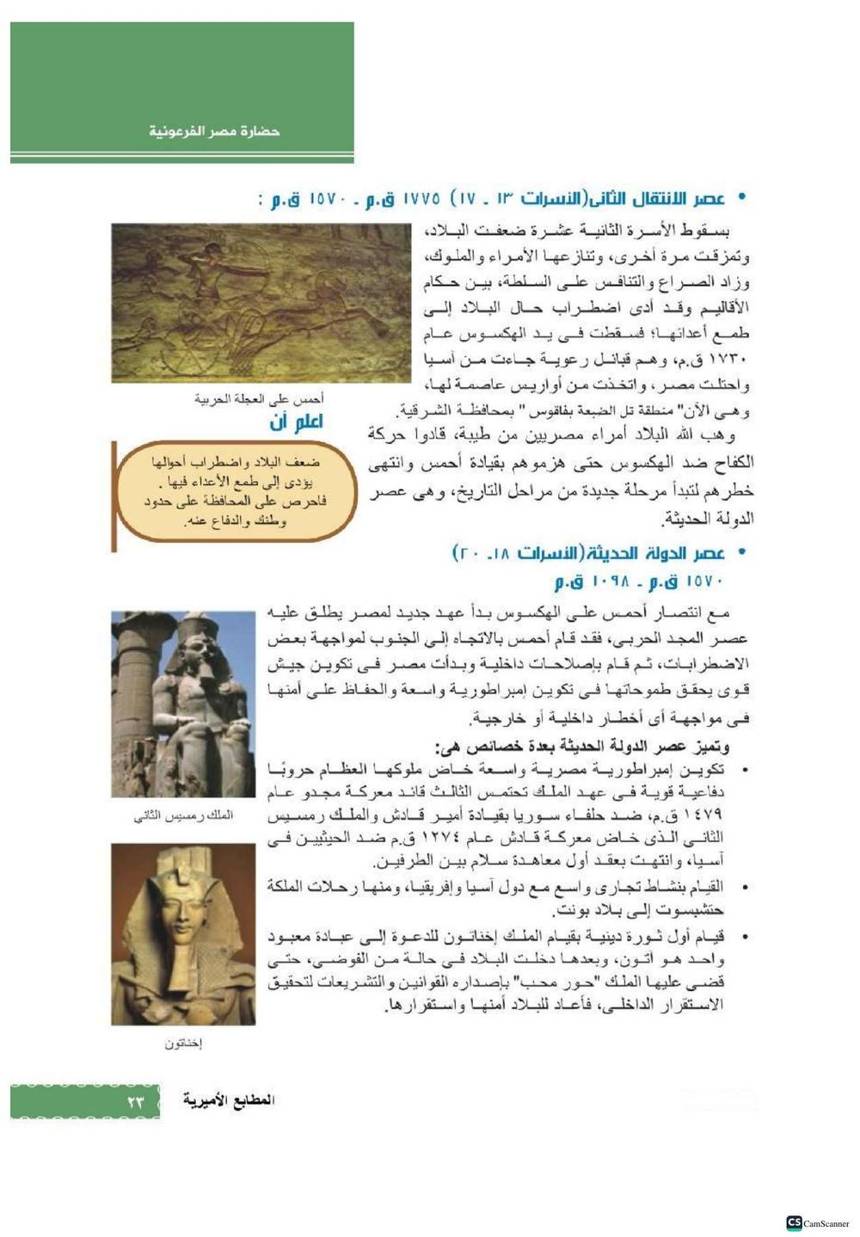 حضارة مصر الفرعونية
• عصر الانتقال الثانى(الأسرات ١٣ ـ ١٧) ١٧٧٥ ق.م ـ ١٥٧٠ ق.م :
بسقوط الأسرة الثانية عشرة ضعفت البلاد،
وتمزقت مرة أخرى، وتنازعها الأمراء والملوك،
وزاد الصراع والتنافس على السلطة، بين حكام
الأقاليم وقد أدى اضطراب حال البلاد إلى
طمع أعدائها؛ فسقطت فى يد الهكسوس عام
١٧٣٠ ق.م، وهم قبائل رعوية جاءت من آسيا
واحتلت مصر، واتخذت من أواريس عاصمة لها،
وهى الآن" منطقة تل الضبعة بفاقوس " بمحافظة الشرقية.
وهب الله البلاد أمراء مصريين من طيبة، قادوا حركة
الكفاح ضد الهكسوس حتى هزموهم بقيادة أحمس وانتهى
خطرهم لتبدأ مرحلة جديدة من مراحل التاريخ، وهى عصر
الدولة الحديثة.
أحمس على العجلة الحربية
اعلم أن
ضعف البلاد واضطراب أحوالها
يؤدى إلى طمع الأعداء فيها .
فاحرص على المحافظة على حدود
وطنك والدفاع عنه.
• عصر الدولة الحديثة(الأسرات ١٨ـ ٢٠)
١٥٧٠ ق.م ـ ١٠٩٨ ق.م
مع انتصار أحمس على الهكسوس بدأ عهد جديد لمصر يطلق عليه
عصر المجد الحربى، فقد قام أحمس بالاتجاه إلى الجنوب لمواجهة بعض
الاضطرابات، ثم قام بإصلاحات داخلية وبدأت مصر فى تكوين جيش
قوى يحقق طموحاتها فى تكوين إمبراطورية واسعة والحفاظ على أمنها
فى مواجهة أى أخطار داخلية أو خارجية.
وتميز عصر الدولة الحديثة بعدة خصائص هى:
• تكوين إمبراطورية مصرية واسعة خاض ملوكها العظام حروبًا
دفاعية قوية فى عهد الملك تحتمس الثالث قائد معركة مجدو عام
١٤٧٩ ق.م، ضد حلفاء سوريا بقيادة أمير قادش والملك رمسيس
الثانى الذى خاض معركة قادش عام ١٢٧٤ ق.م ضد الحيثيين فى
آسيا، وانتهت بعقد أول معاهدة سلام بين الطرفين.
• القيام بنشاط تجارى واسع مع دول آسيا وإفريقيا، ومنها رحلات الملكة
حتشبسوت إلى بلاد بونت.
• قيام أول ثورة دينية بقيام الملك إخناتون للدعوة إلى عبادة معبود
واحد هو آتون، وبعدها دخلت البلاد فى حالة من الفوضى، حتى
قضى عليها الملك "حور محب" بإصداره القوانين والتشريعات لتحقيق
الاستقرار الداخلى، فأعاد للبلاد أمنها واستقرارها.
الملك رمسيس الثاني
إخناتون
المطابع الأميرية
٢٣
CS CamScanner